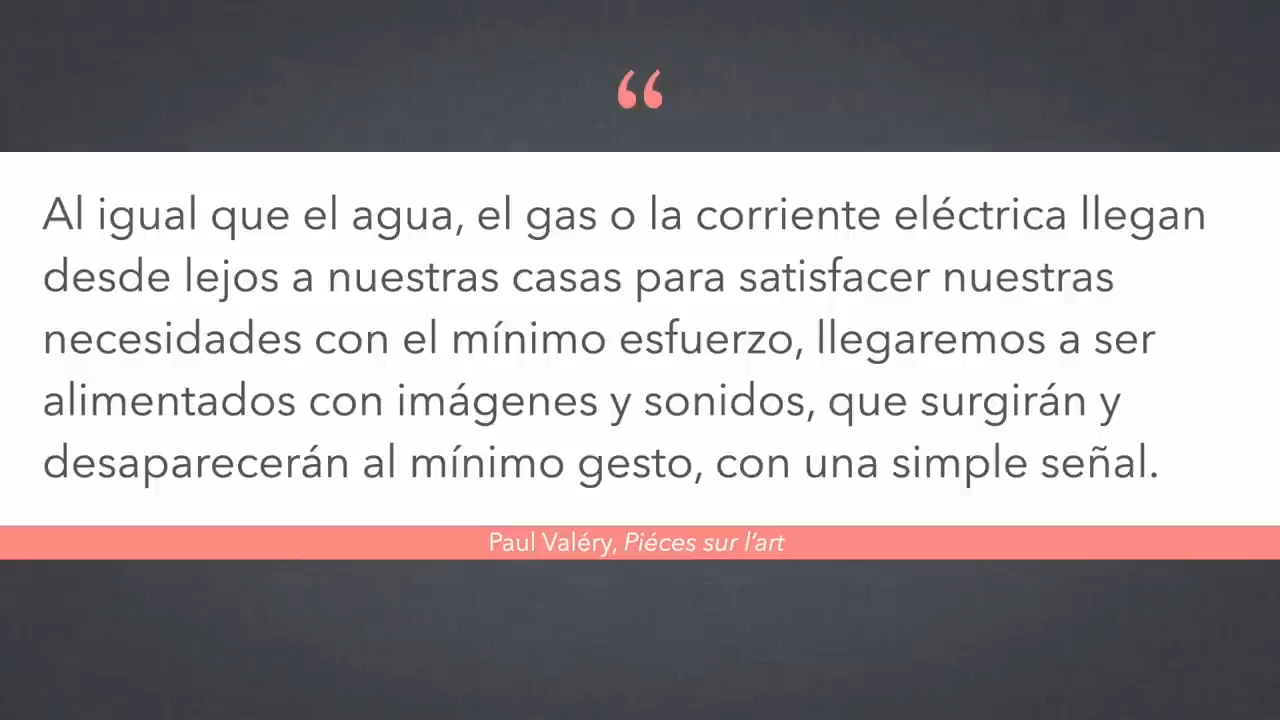 “
Al igual que el agua, el gas o la corriente eléctrica llegan
desde lejos a nuestras casas para satisfacer nuestras
necesidades con el mínimo esfuerzo, llegaremos a ser
alimentados con imágenes y sonidos, que surgirán y
desaparecerán al mínimo gesto, con una simple señal.
Paul Valéry, Piéces sur l’art